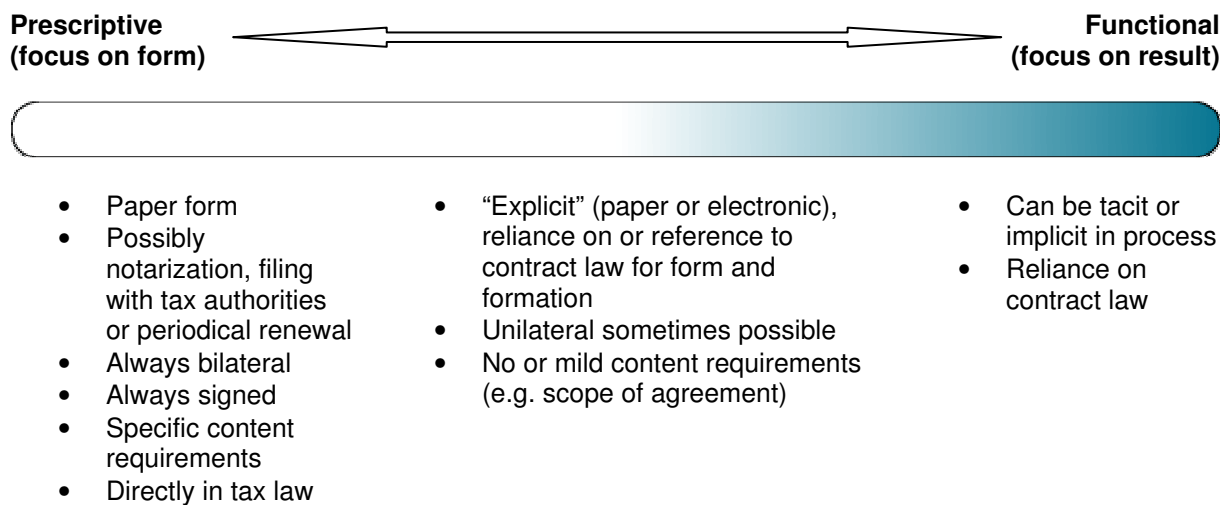 Prescriptive
(focus on form)
Functional
(focus on result)
• Paper form
• Possibly
notarization, filing
with tax authorities
or periodical renewal
• Always bilateral
• Always signed
• Specific content
requirements
• Directly in tax law
• “Explicit” (paper or electronic),
reliance on or reference to
contract law for form and
formation
• Unilateral sometimes possible
• No or mild content requirements
(e.g. scope of agreement)
• Can be tacit or
implicit in process
• Reliance on
contract law